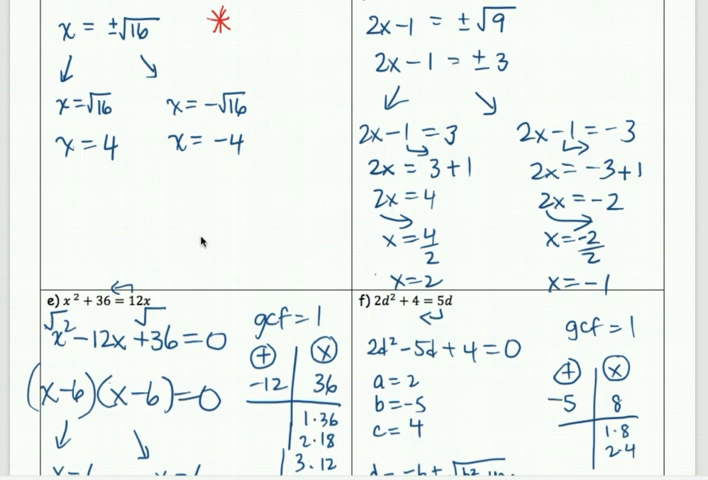 x = ±√16 *
x = √16 x = -√16
x = 4 x = -4
2x-1 = ±√9
2x-1 = ±3
2x-1 = 3 2x-1 = -3
2x = 3+1 2x = -3+1
2x = 4 2x = -2
x = 4/2 x = -2/2
x = 2 x = -1
e) x² + 36 = 12x
√x² - 12x √+36 = 0
(x-6)(x-6) = 0
gcf = 1
+ x
-12 36
1·36
2·18
3·12
f) 2d² + 4 = 5d
2d² - 5d + 4 = 0
a = 2
b = -5
c = 4
gcf = 1
+ x
-5 8
1·8
2·4